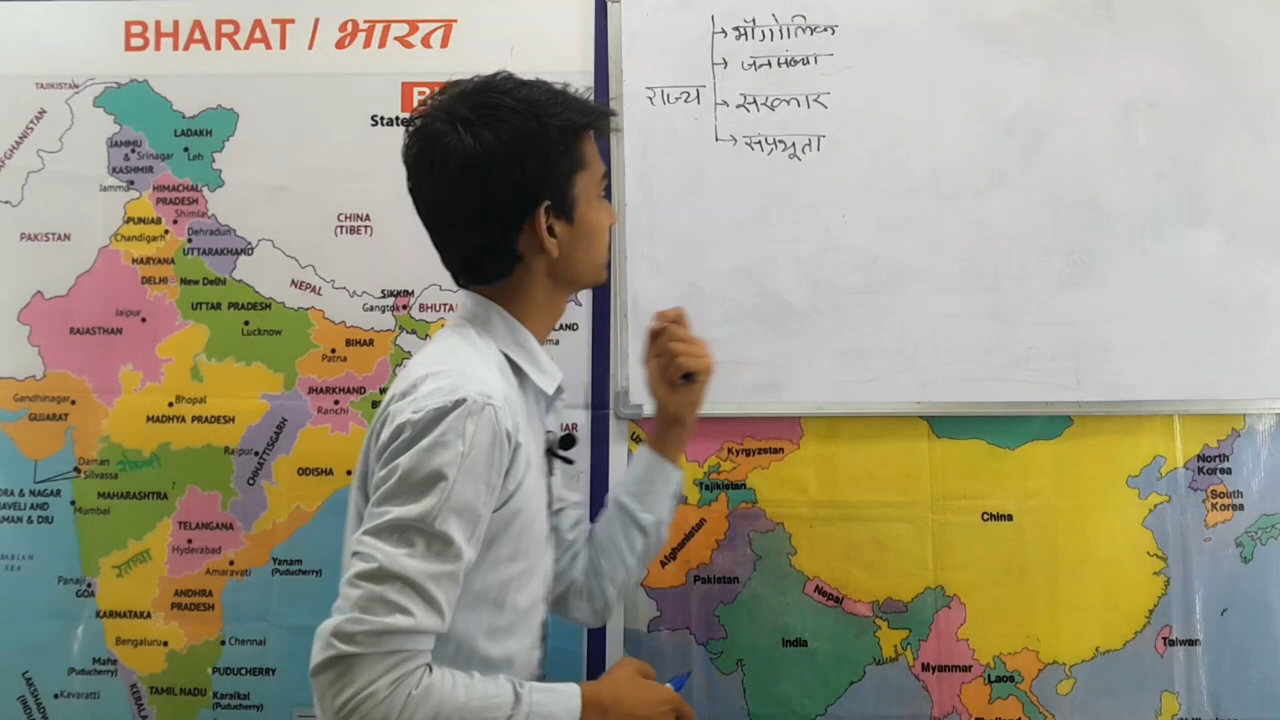 BHARAT / भारत
States
TAJIKISTAN
AFGHANISTAN
LADAKH
Leh
JAMMU
&
Srinagar
KASHMIR
Jammu
HIMACHAL
PRADESH
Shimla
PUNJAB
Chandigarh
Dehradun
UTTARAKHAND
CHINA
(TIBET)
PAKISTAN
HARYANA
DELHI
New Delhi
NEPAL
SIKKIM
Gangtok
UTTAR PRADESH
Lucknow
Jaipur
RAJASTHAN
BIHAR
Patna
JHARKHAND
Ranchi
Gandhinagar
GUJARAT
Bhopal
MADHYA PRADESH
CHHATTISGARH
Raipur
ODISHA
Daman
Silvassa
MAHARASHTRA
Mumbai
TELANGANA
Hyderabad
Amaravati
Yanam
(Puducherry)
Panaji
GOA
ANDHRA
PRADESH
KARNATAKA
Bengaluru
Chennai
Mahe
(Puducherry)
PUDUCHERRY
Kavaratti
TAMIL NADU
Karaikal
(Puducherry)
राज्य
भौगोलिक
जनसंख्या
सरकार
संप्रभूता
Kyrgyzstan
Tajikistan
Afghanistan
Pakistan
China
North
Korea
South
Korea
Nepal
India
Myanmar
Laos
Taiwan